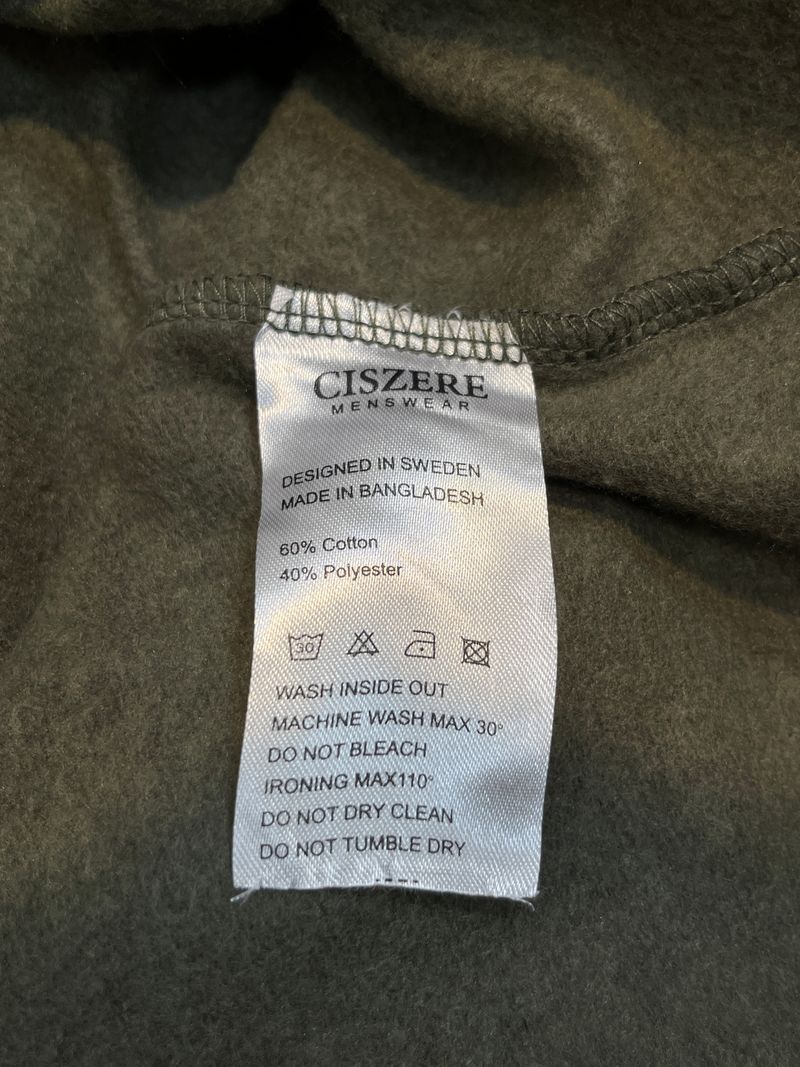 CISZERE
MENSWEAR
DESIGNED IN SWEDEN
MADE IN BANGLADESH
60% Cotton
40% Polyester
30
WASH INSIDE OUT
MACHINE WASH MAX 30°
DO NOT BLEACH
IRONING MAX110°
DO NOT DRY CLEAN
DO NOT TUMBLE DRY